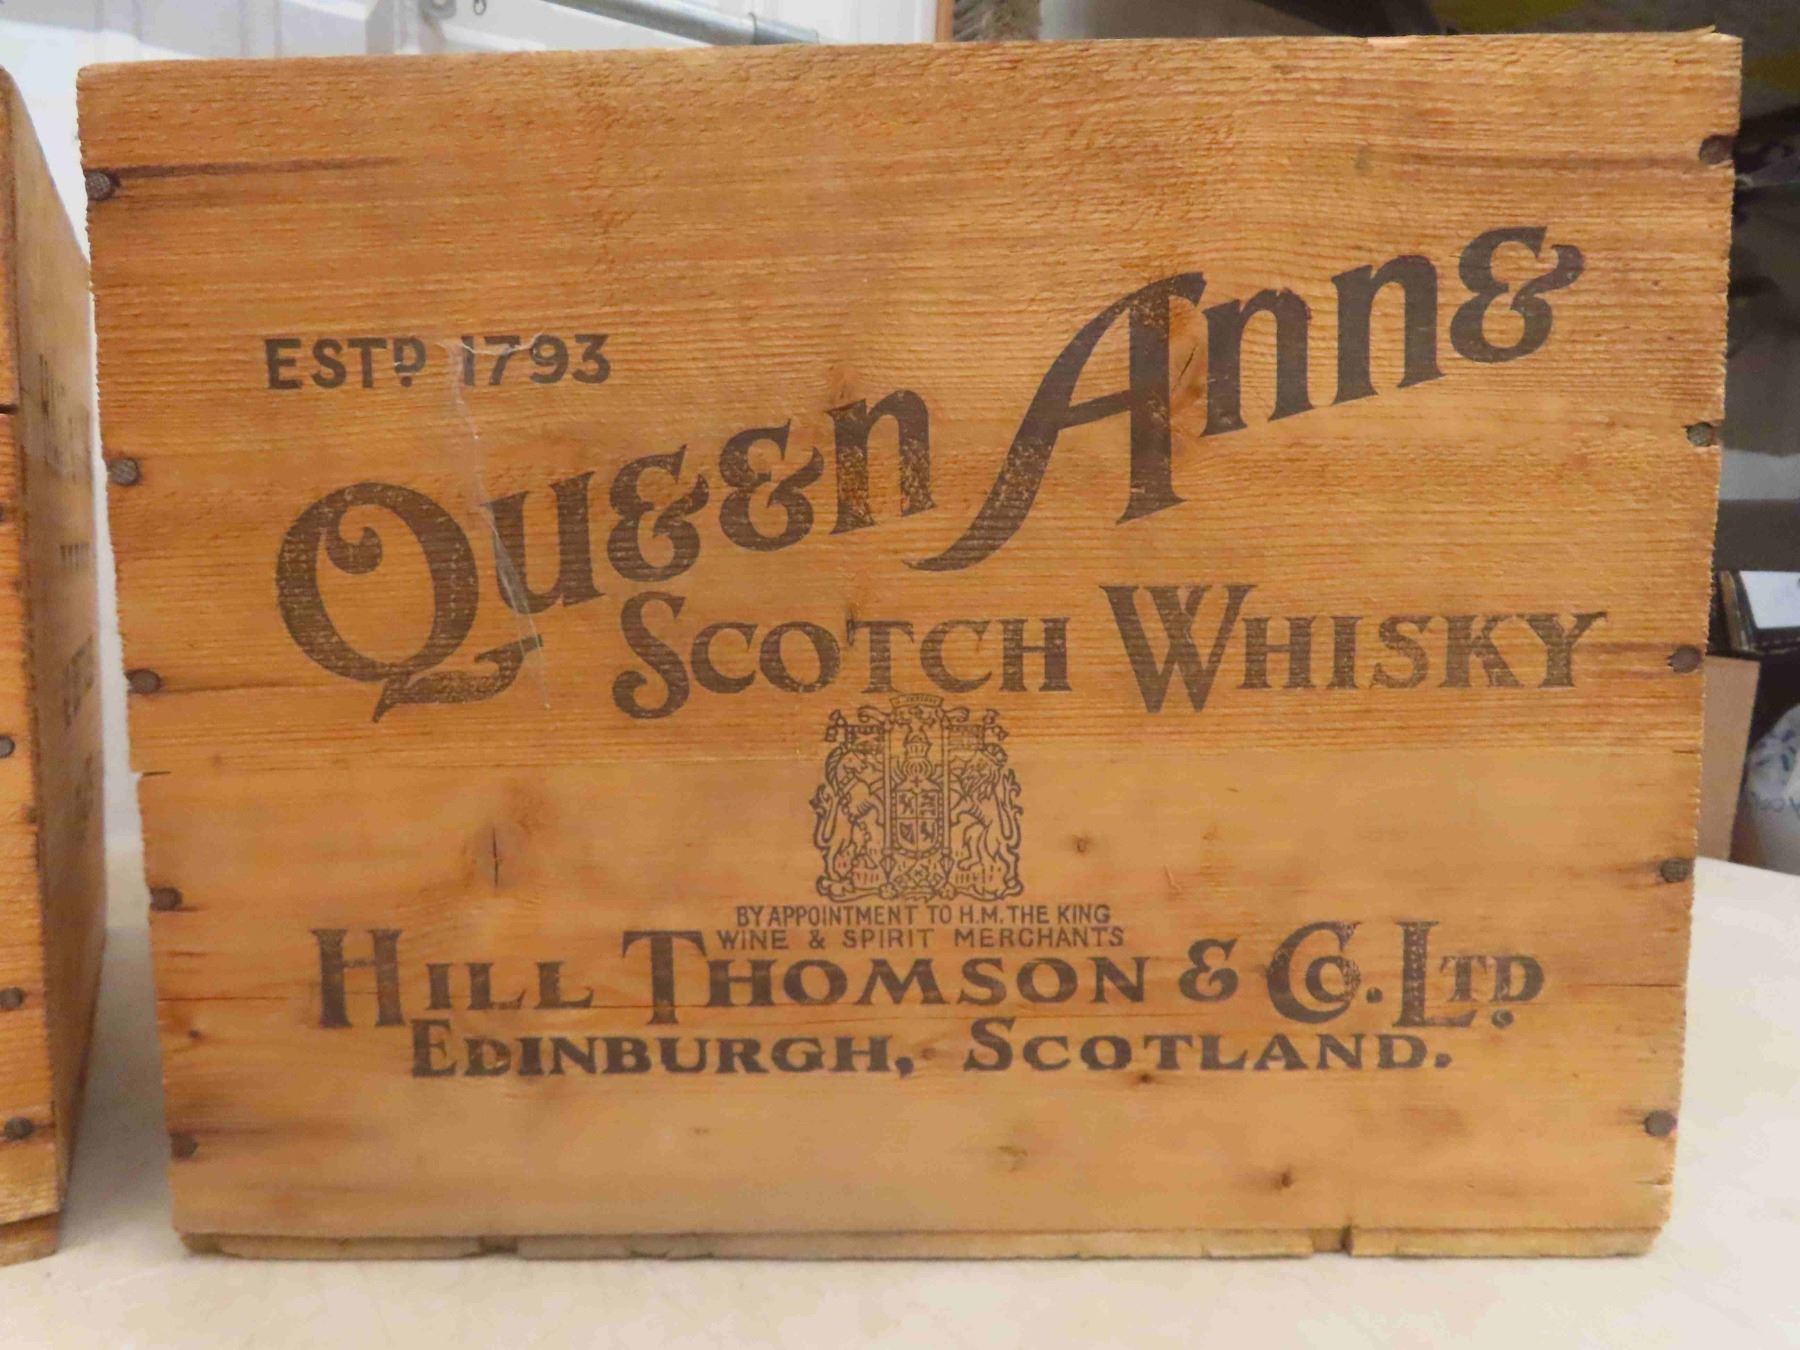 ESTD 1793
Queen Anne
SCOTCH WHISKY
BY APPOINTMENT TO H.M. THE KING
WINE & SPIRIT MERCHANTS
HILL THOMSON & CO. LTD
EDINBURGH, SCOTLAND.